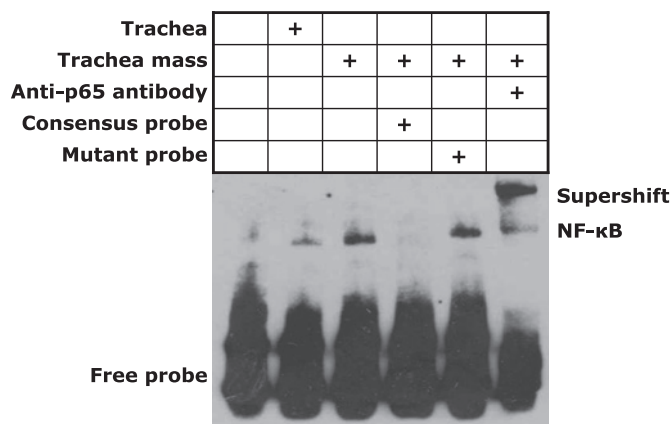 Trachea +
Trachea mass + + + +
Anti-p65 antibody +
Consensus probe +
Mutant probe +
Supershift
NF-κB
Free probe